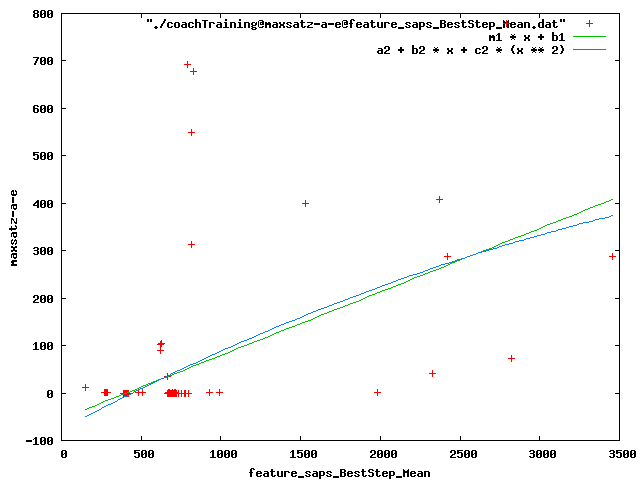 "./coachTraining@maxsatz-a-e@feature_saps_BestStep_Mean.dat"
m1 * x + b1
a2 + b2 * x + c2 * (x ** 2)
800
700
600
500
400
300
200
100
0
-100
maxsatz-a-e
0 500 1000 1500 2000 2500 3000 3500
feature_saps_BestStep_Mean